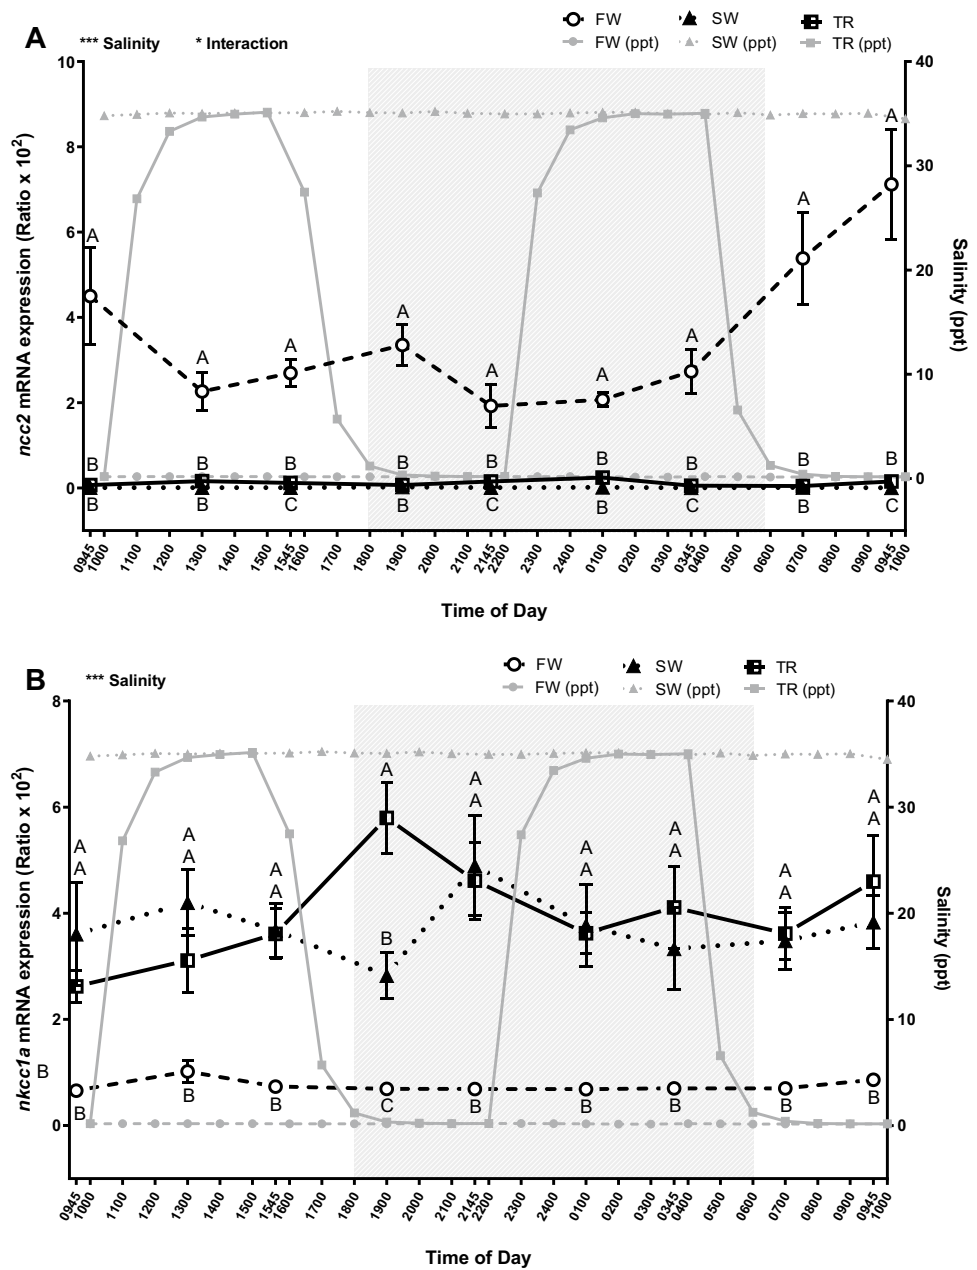 A
*** Salinity * Interaction
FW SW TR
FW (ppt) SW (ppt) TR (ppt)
ncc2 mRNA expression (Ratio x 10²)
10
8
6
4
2
0
A A A A A A A A A
B B B B B B B B B
B B C B C B C B C
40
30
20
10
0
Salinity (ppt)
0945 1000 1100 1200 1300 1400 1500 1545 1600 1700 1800 1900 2000 2100 2145 2200 2300 2400 0100 0200 0300 0345 0400 0500 0600 0700 0800 0900 0945 1000
Time of Day
B
*** Salinity
FW SW TR
FW (ppt) SW (ppt) TR (ppt)
nkcc1a mRNA expression (Ratio x 10²)
8
6
4
2
0
A A A A A A A A A
A A A B A A A A A
B
B B B C B B B B B
40
30
20
10
0
Salinity (ppt)
0945 1000 1100 1200 1300 1400 1500 1545 1600 1700 1800 1900 2000 2100 2145 2200 2300 2400 0100 0200 0300 0345 0400 0500 0600 0700 0800 0900 0945 1000
Time of Day